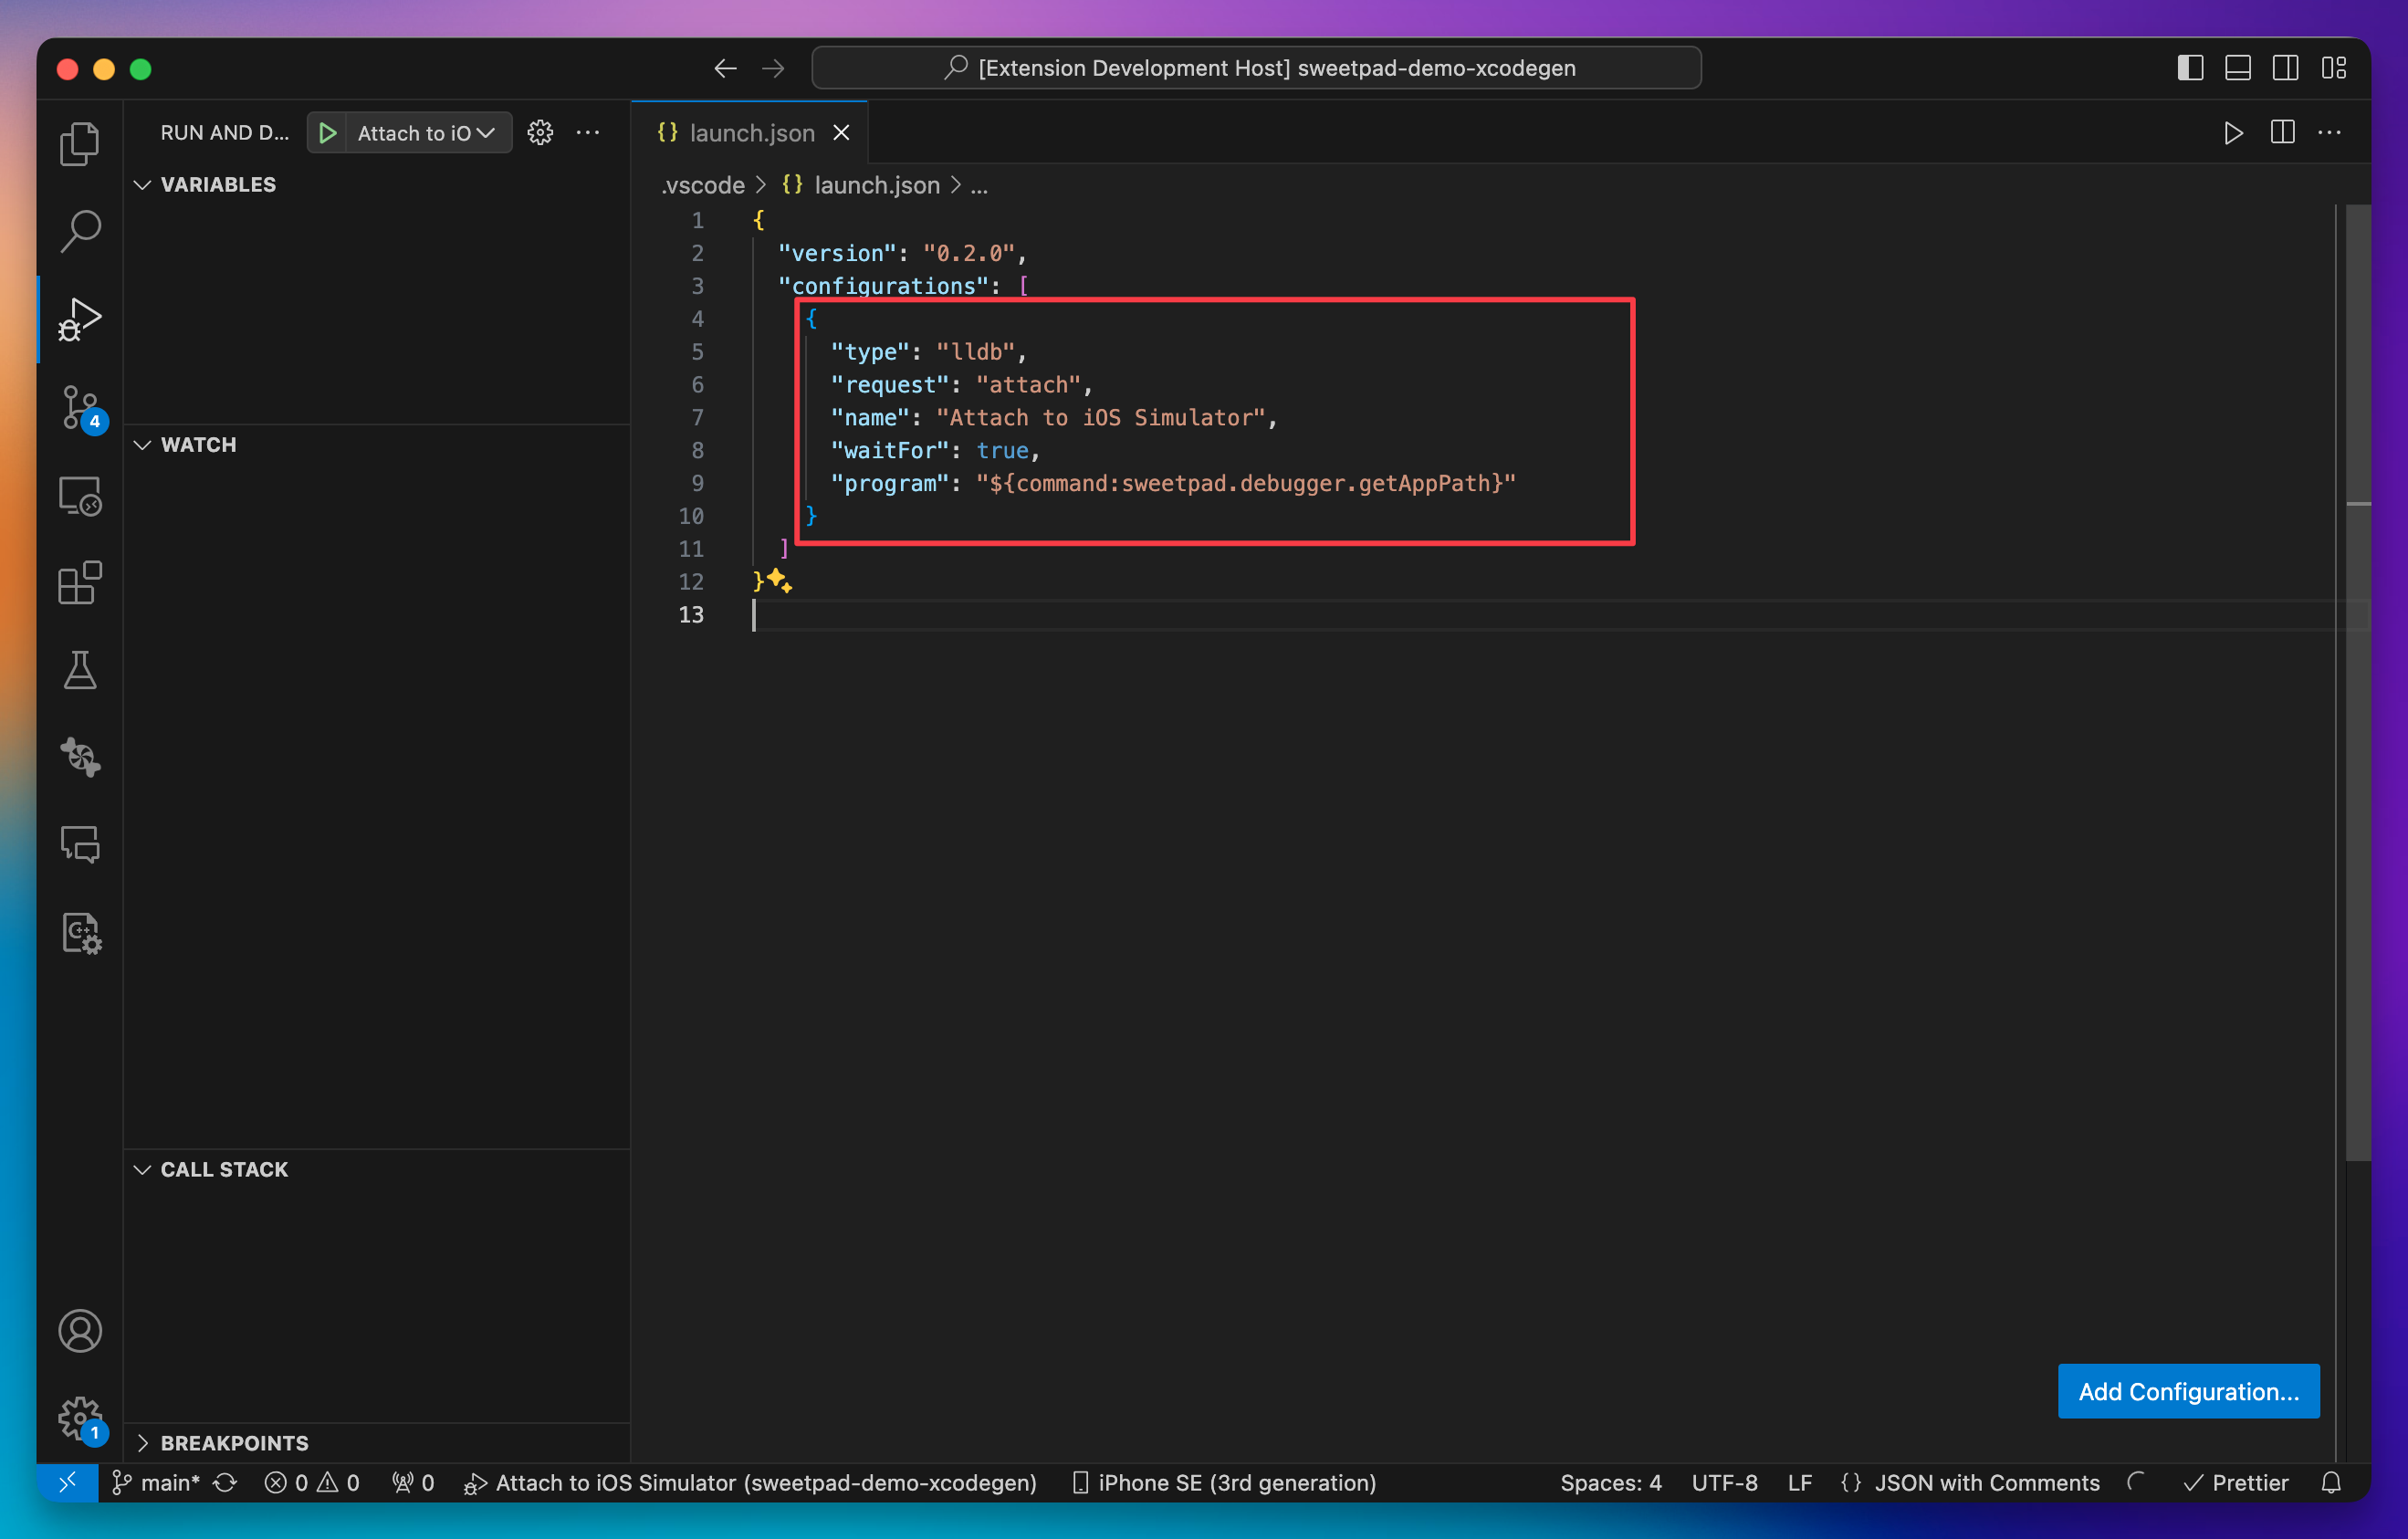 [Extension Development Host] sweetpad-demo-xcodegen
RUN AND D...
Attach to iO
launch.json
VARIABLES
.vscode > {} launch.json > ...
1 {
2 "version": "0.2.0",
3 "configurations": [
4 {
5 "type": "lldb",
6 "request": "attach",
7 "name": "Attach to iOS Simulator",
8 "waitFor": true,
9 "program": "${command:sweetpad.debugger.getAppPath}"
10 }
11 ]
12 }
13
4
WATCH
C++
CALL STACK
Add Configuration...
1
BREAKPOINTS
main* 0 0 0 Attach to iOS Simulator (sweetpad-demo-xcodegen) iPhone SE (3rd generation) Spaces: 4 UTF-8 LF {} JSON with Comments Prettier